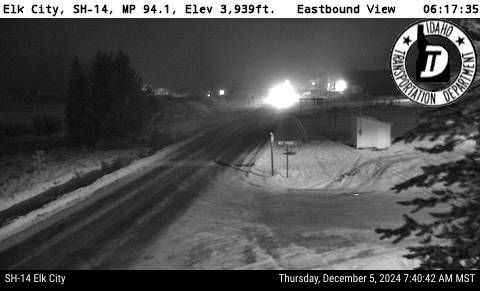 Elk City, SH-14, MP 94.1, Elev 3,939ft. Eastbound View 06:17:35
IDAHO
TRANSPORTATION DEPARTMENT
SH-14 Elk City Thursday, December 5, 2024 7:40:42 AM MST